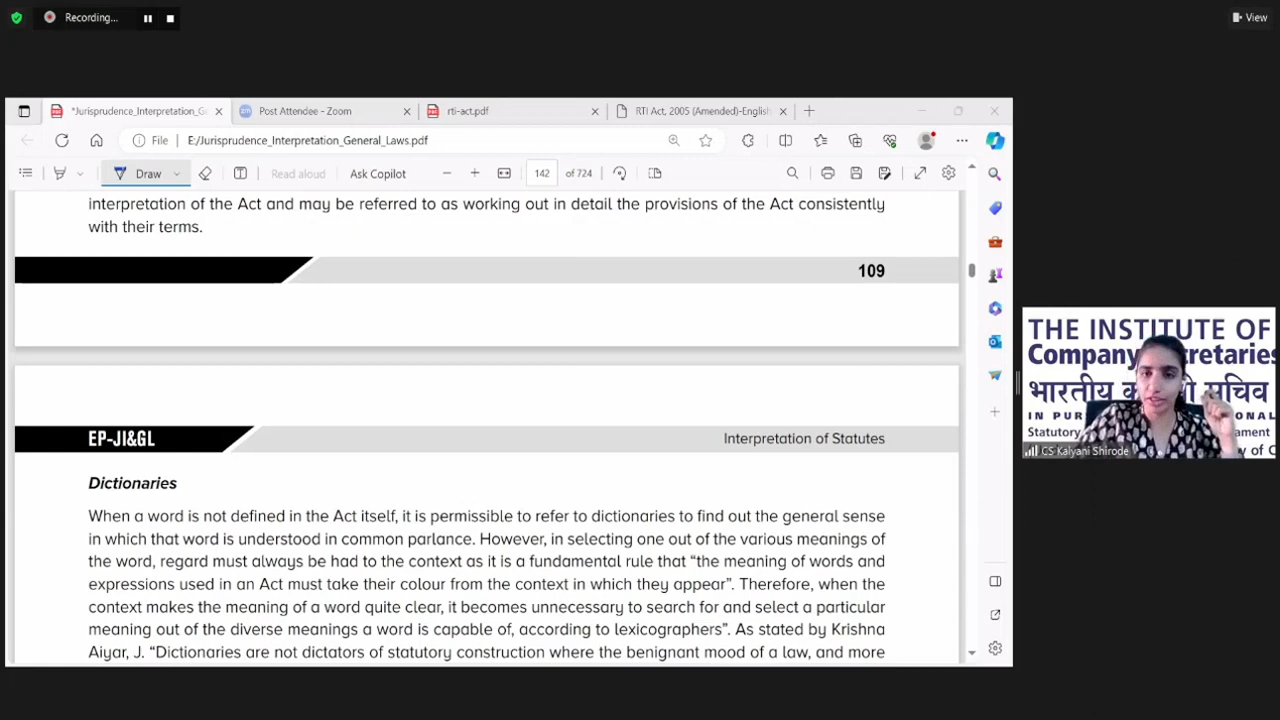 Recording...
View
*Jurisprudence_Interpretation_G
Post Attendee - Zoom
rti-act.pdf
RTI Act, 2005 (Amended)-English
File
E:/Jurisprudence_Interpretation_General_Laws.pdf
Draw
Read aloud
Ask Copilot
142
of 724
interpretation of the Act and may be referred to as working out in detail the provisions of the Act consistently
with their terms.
109
EP-JI&GL
Interpretation of Statutes
Dictionaries
When a word is not defined in the Act itself, it is permissible to refer to dictionaries to find out the general sense
in which that word is understood in common parlance. However, in selecting one out of the various meanings of
the word, regard must always be had to the context as it is a fundamental rule that “the meaning of words and
expressions used in an Act must take their colour from the context in which they appear”. Therefore, when the
context makes the meaning of a word quite clear, it becomes unnecessary to search for and select a particular
meaning out of the diverse meanings a word is capable of, according to lexicographers”. As stated by Krishna
Aiyar, J. “Dictionaries are not dictators of statutory construction where the benignant mood of a law, and more
THE INSTITUTE OF
Company
भारतीय
सचिव
IN PUR
Statutory
CS Kalyani Shirode